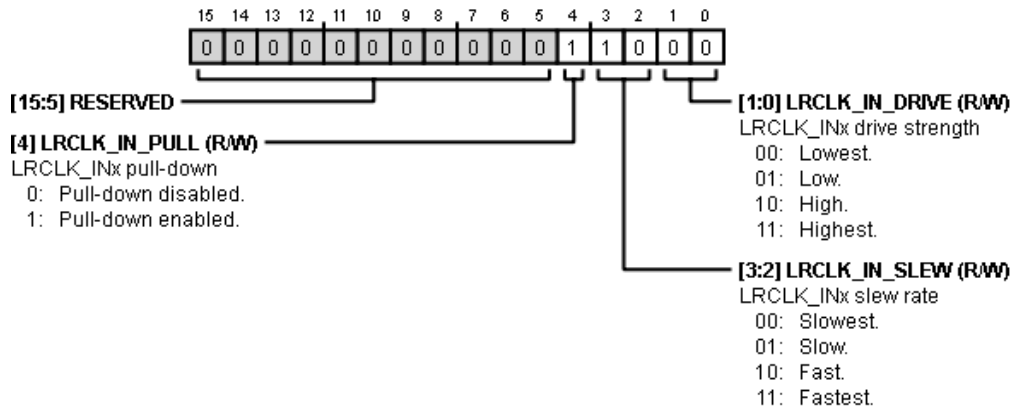 15 14 13 12 11 10 9 8 7 6 5 4 3 2 1 0
0 0 0 0 0 0 0 0 0 0 0 1 1 0 0 0
[15:5] RESERVED
[4] LRCLK_IN_PULL (R/W)
LRCLK_INx pull-down
0: Pull-down disabled.
1: Pull-down enabled.
[1:0] LRCLK_IN_DRIVE (R/W)
LRCLK_INx drive strength
00: Lowest.
01: Low.
10: High.
11: Highest.
[3:2] LRCLK_IN_SLEW (R/W)
LRCLK_INx slew rate
00: Slowest.
01: Slow.
10: Fast.
11: Fastest.